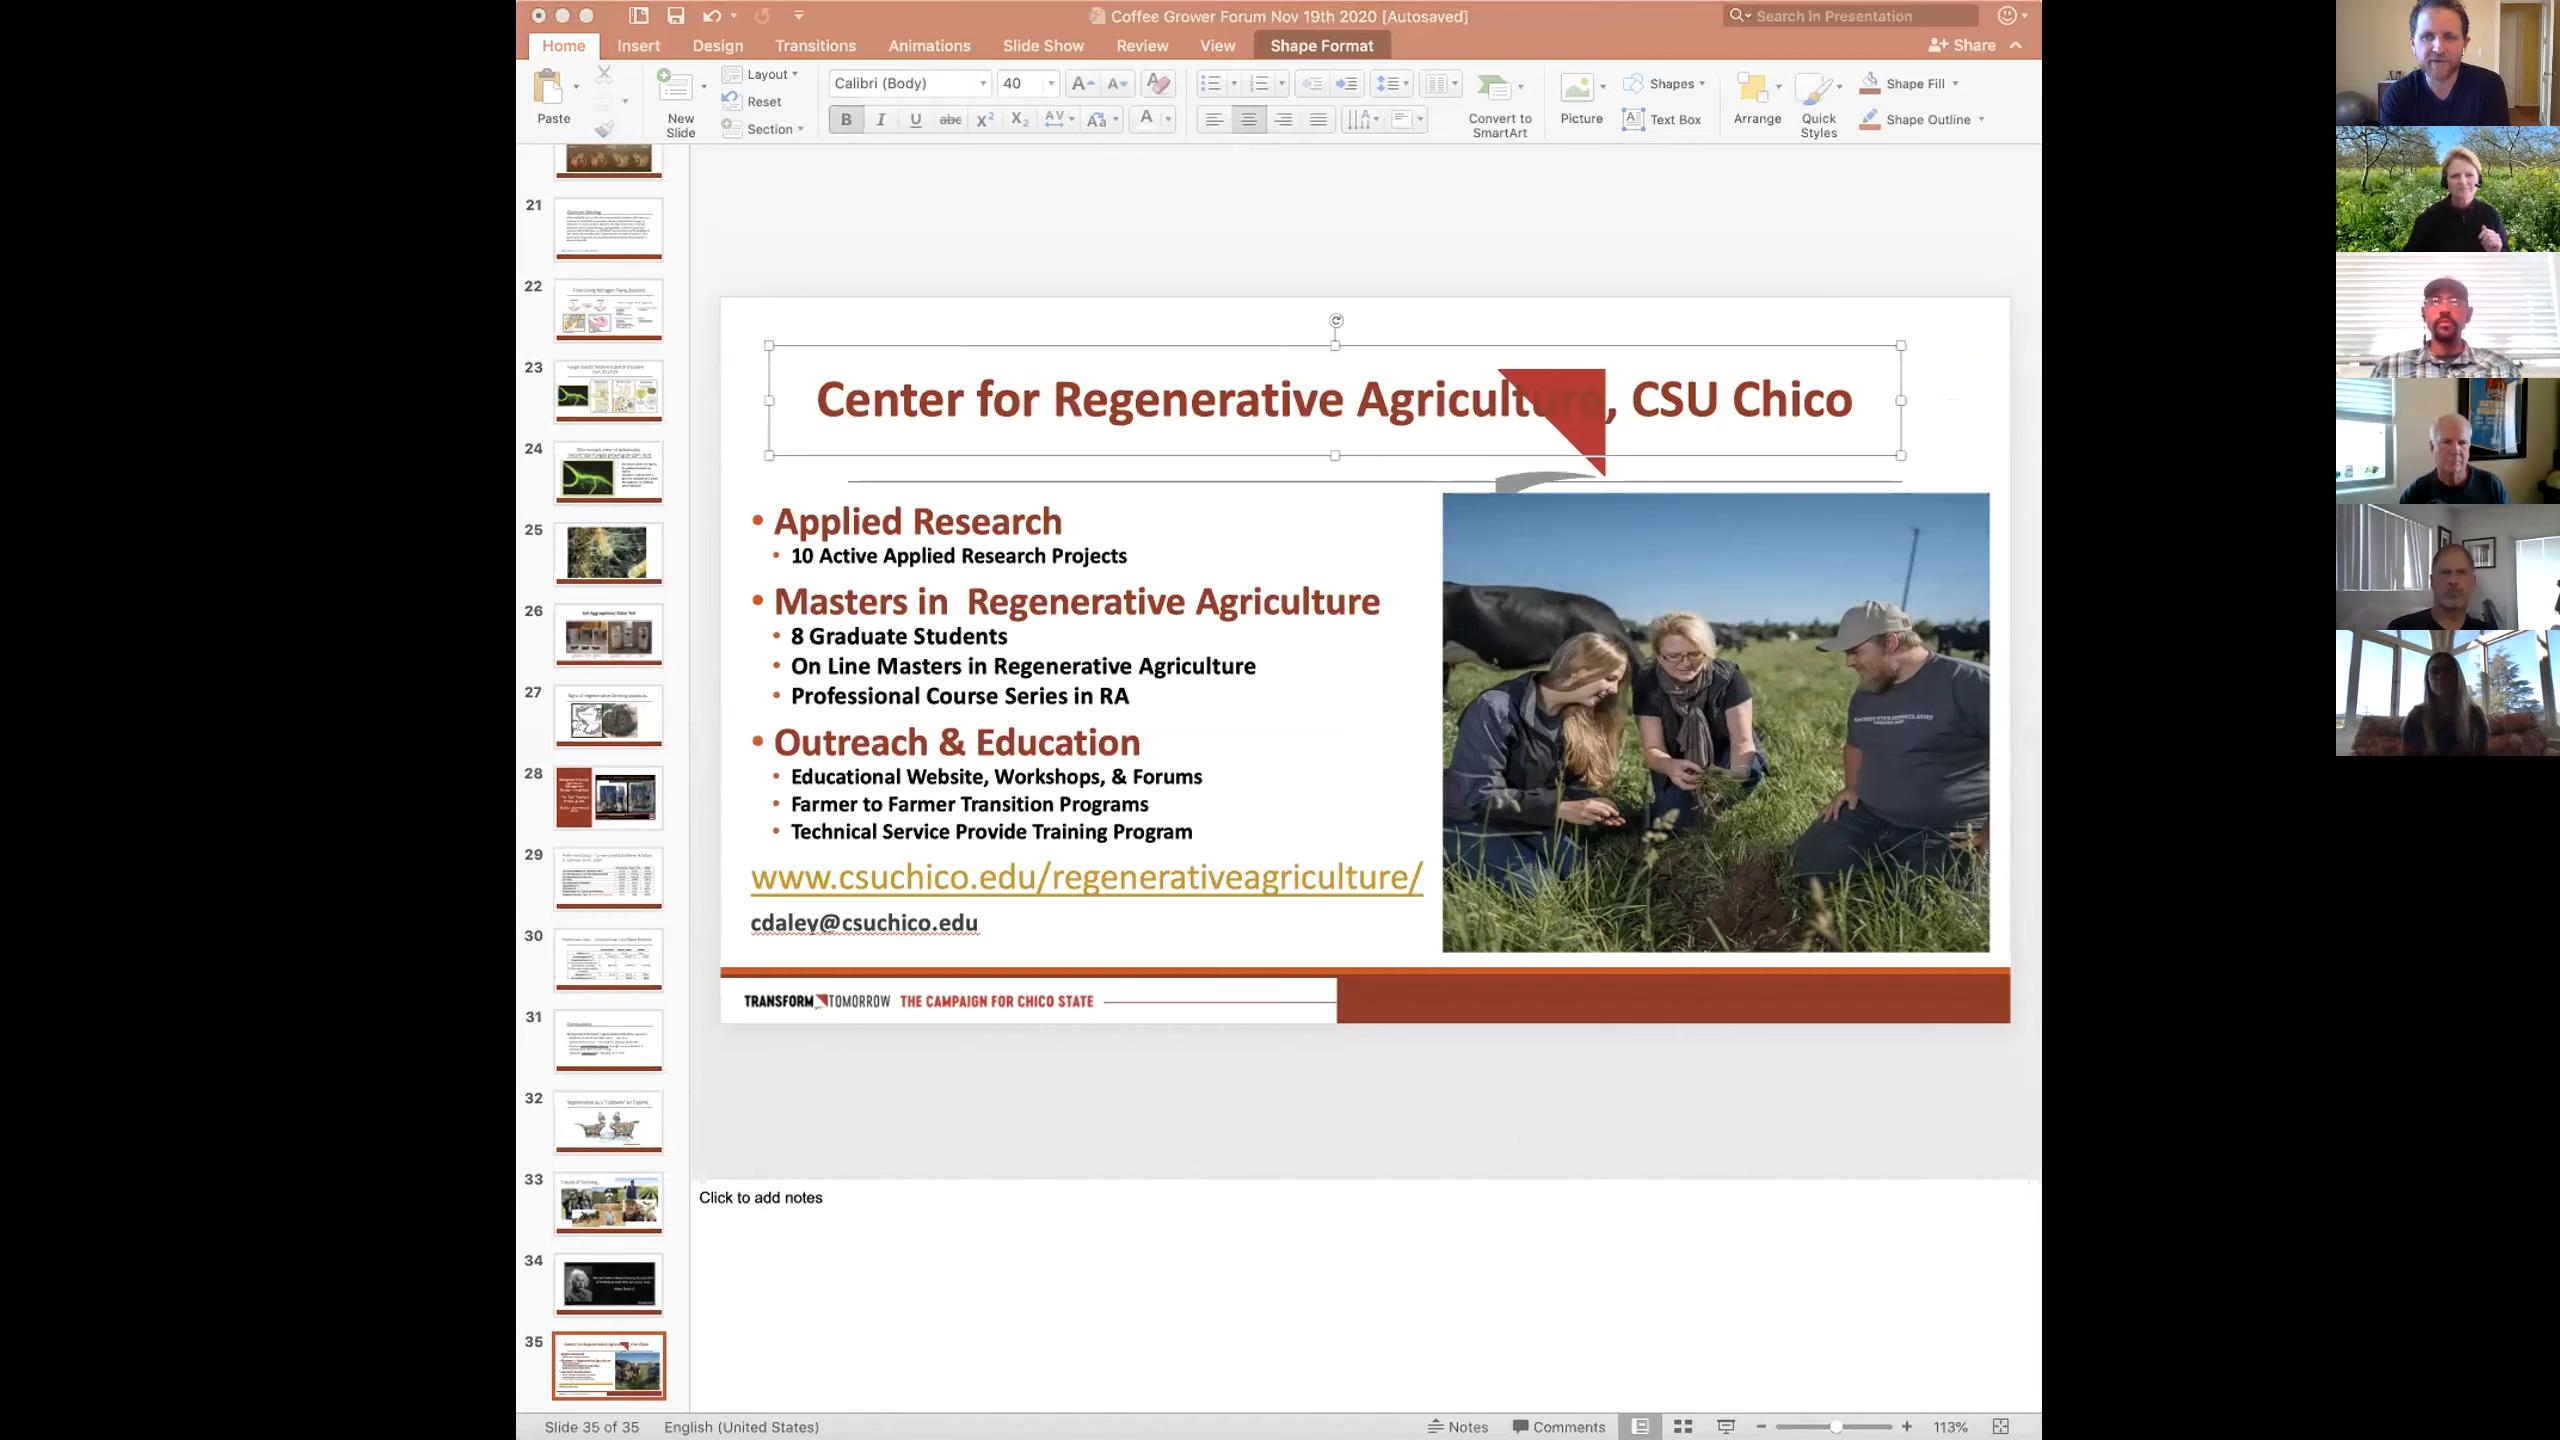 Coffee Grower Forum Nov 19th 2020 [Autosaved]
Search in Presentation
Home
Insert
Design
Transitions
Animations
Slide Show
Review
View
Shape Format
Share
Paste
New Slide
Layout
Reset
Section
Calibri (Body)
40
Convert to SmartArt
Picture
Shapes
Text Box
Arrange
Quick Styles
Shape Fill
Shape Outline
21
22
23
24
25
26
27
28
29
30
31
32
33
34
35
Center for Regenerative Agriculture, CSU Chico
• Applied Research
• 10 Active Applied Research Projects
• Masters in Regenerative Agriculture
• 8 Graduate Students
• On Line Masters in Regenerative Agriculture
• Professional Course Series in RA
• Outreach & Education
• Educational Website, Workshops, & Forums
• Farmer to Farmer Transition Programs
• Technical Service Provide Training Program
www.csuchico.edu/regenerativeagriculture/
cdaley@csuchico.edu
TRANSFORM TOMORROW THE CAMPAIGN FOR CHICO STATE
Click to add notes
Slide 35 of 35
English (United States)
Notes
Comments
113%